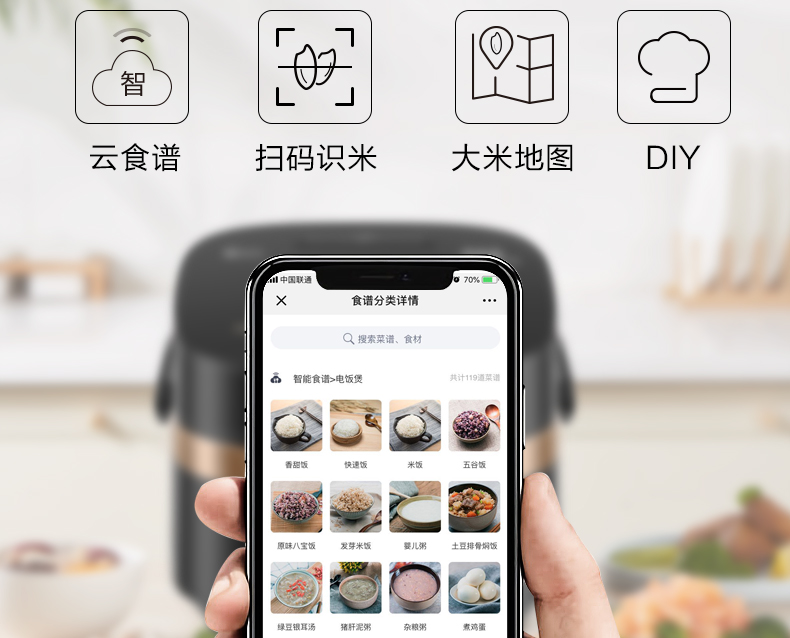 智
云食谱
扫码识米
大米地图
DIY
中国联通
70%
食谱分类详情
搜索菜谱、食材
智能食谱>电饭煲
共计119道菜谱
香甜饭
快速饭
米饭
五谷饭
原味八宝饭
发芽米饭
婴儿粥
土豆排骨焖饭
绿豆银耳汤
猪肝泥粥
杂粮粥
煮鸡蛋